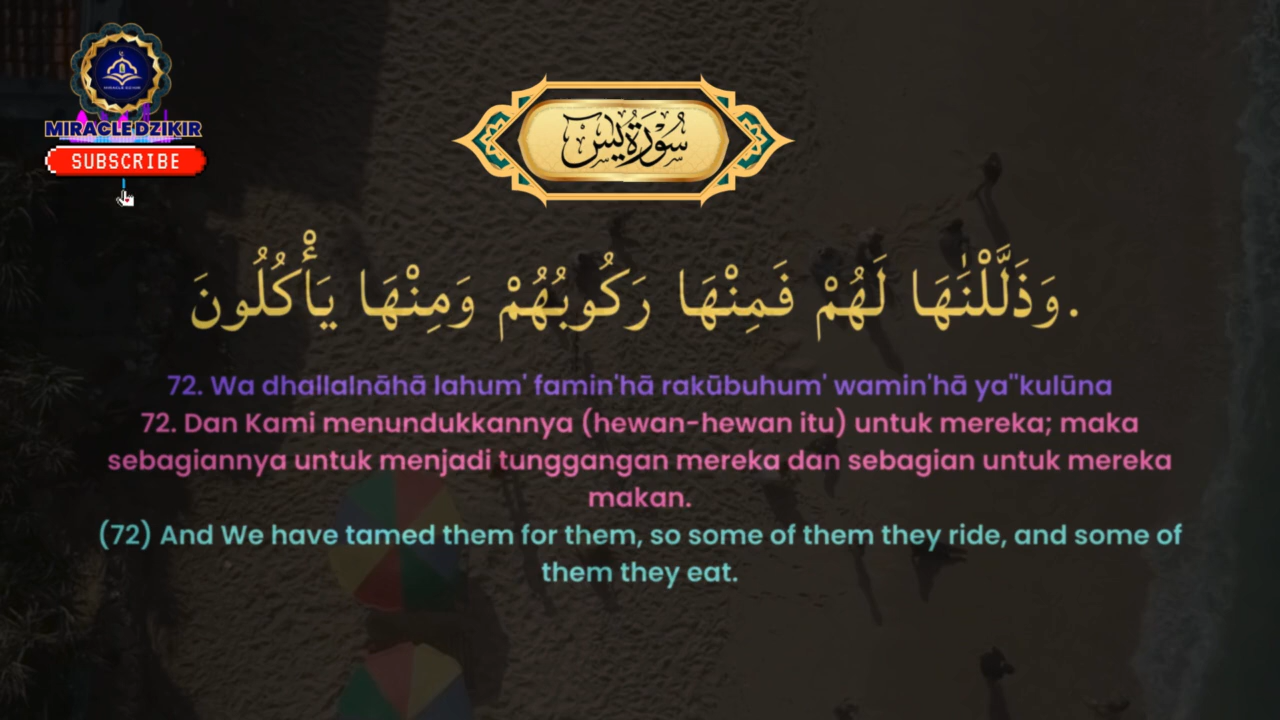 MIRACLE DZIKIR
MIRACLE DZIKIR
SUBSCRIBE
سُورَةُ يس
وَذَلَّلْنَٰهَا لَهُمْ فَمِنْهَا رَكُوبُهُمْ وَمِنْهَا يَأْكُلُونَ.
72. Wa dhallalnāhā lahum' famin'hā rakūbuhum' wamin'hā ya"kulūna
72. Dan Kami menundukkannya (hewan-hewan itu) untuk mereka; maka
sebagiannya untuk menjadi tunggangan mereka dan sebagian untuk mereka
makan.
(72) And We have tamed them for them, so some of them they ride, and some of
them they eat.